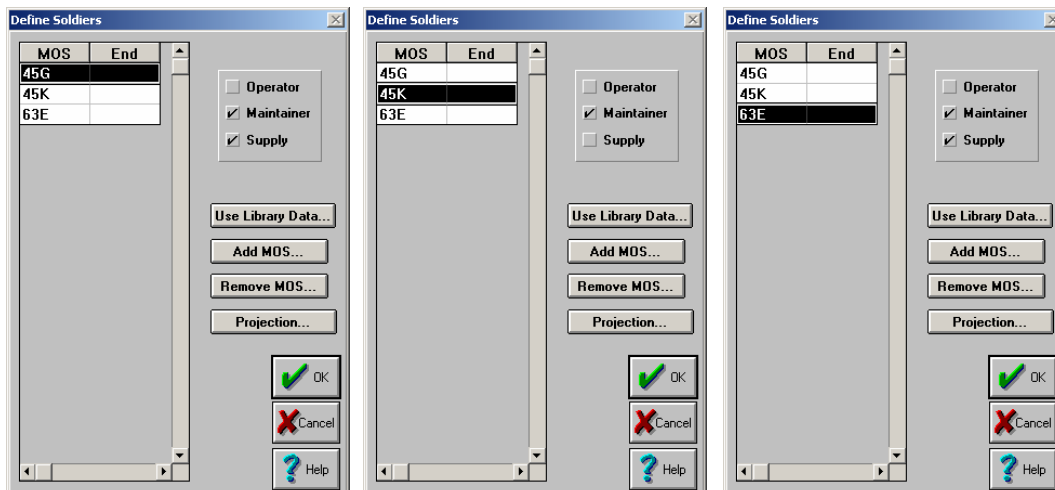 Define Soldiers
MOS End
45G
45K
63E
Operator
Maintainer
Supply
Use Library Data...
Add MOS...
Remove MOS...
Projection...
OK
Cancel
Help
Define Soldiers
MOS End
45G
45K
63E
Operator
Maintainer
Supply
Use Library Data...
Add MOS...
Remove MOS...
Projection...
OK
Cancel
Help
Define Soldiers
MOS End
45G
45K
63E
Operator
Maintainer
Supply
Use Library Data...
Add MOS...
Remove MOS...
Projection...
OK
Cancel
Help